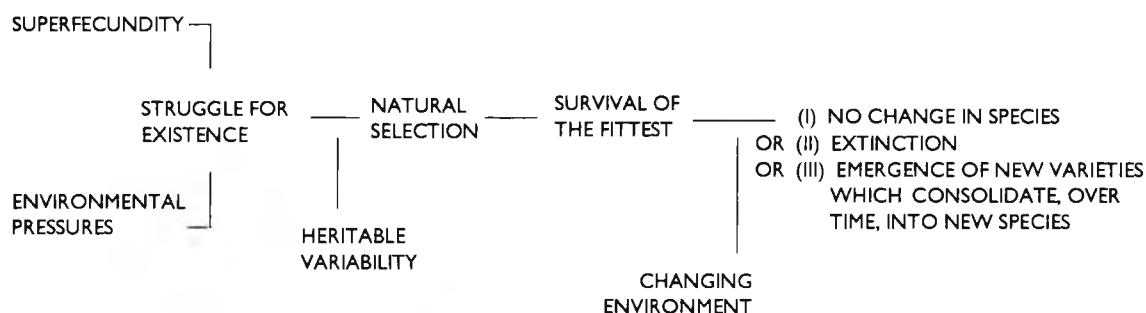 SUPERFECUNDITY
STRUGGLE FOR
EXISTENCE
ENVIRONMENTAL
PRESSURES
HERITABLE
VARIABILITY
NATURAL
SELECTION
SURVIVAL OF
THE FITTEST
CHANGING
ENVIRONMENT
(I) NO CHANGE IN SPECIES
OR (II) EXTINCTION
OR (III) EMERGENCE OF NEW VARIETIES
WHICH CONSOLIDATE, OVER
TIME, INTO NEW SPECIES